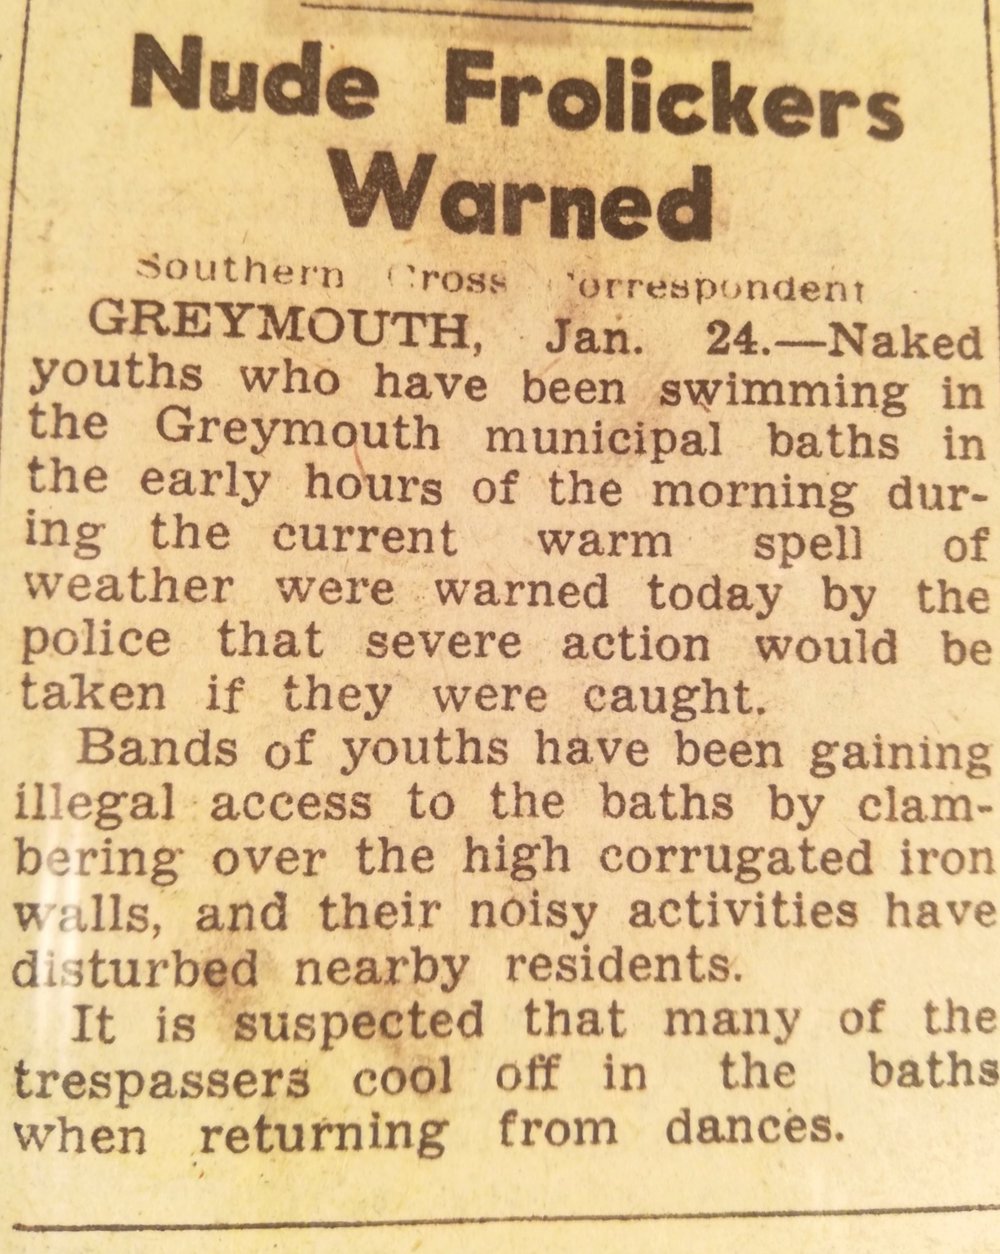 Nude Frolickers
Warned
Southern Cross Correspondent
GREYMOUTH, Jan. 24.—Naked
youths who have been swimming in
the Greymouth municipal baths in
the early hours of the morning dur-
ing the current warm spell of
weather were warned today by the
police that severe action would be
taken if they were caught.
Bands of youths have been gaining
illegal access to the baths by clam-
bering over the high corrugated iron
walls, and their noisy activities have
disturbed nearby residents.
It is suspected that many of the
trespassers cool off in the baths
when returning from dances.